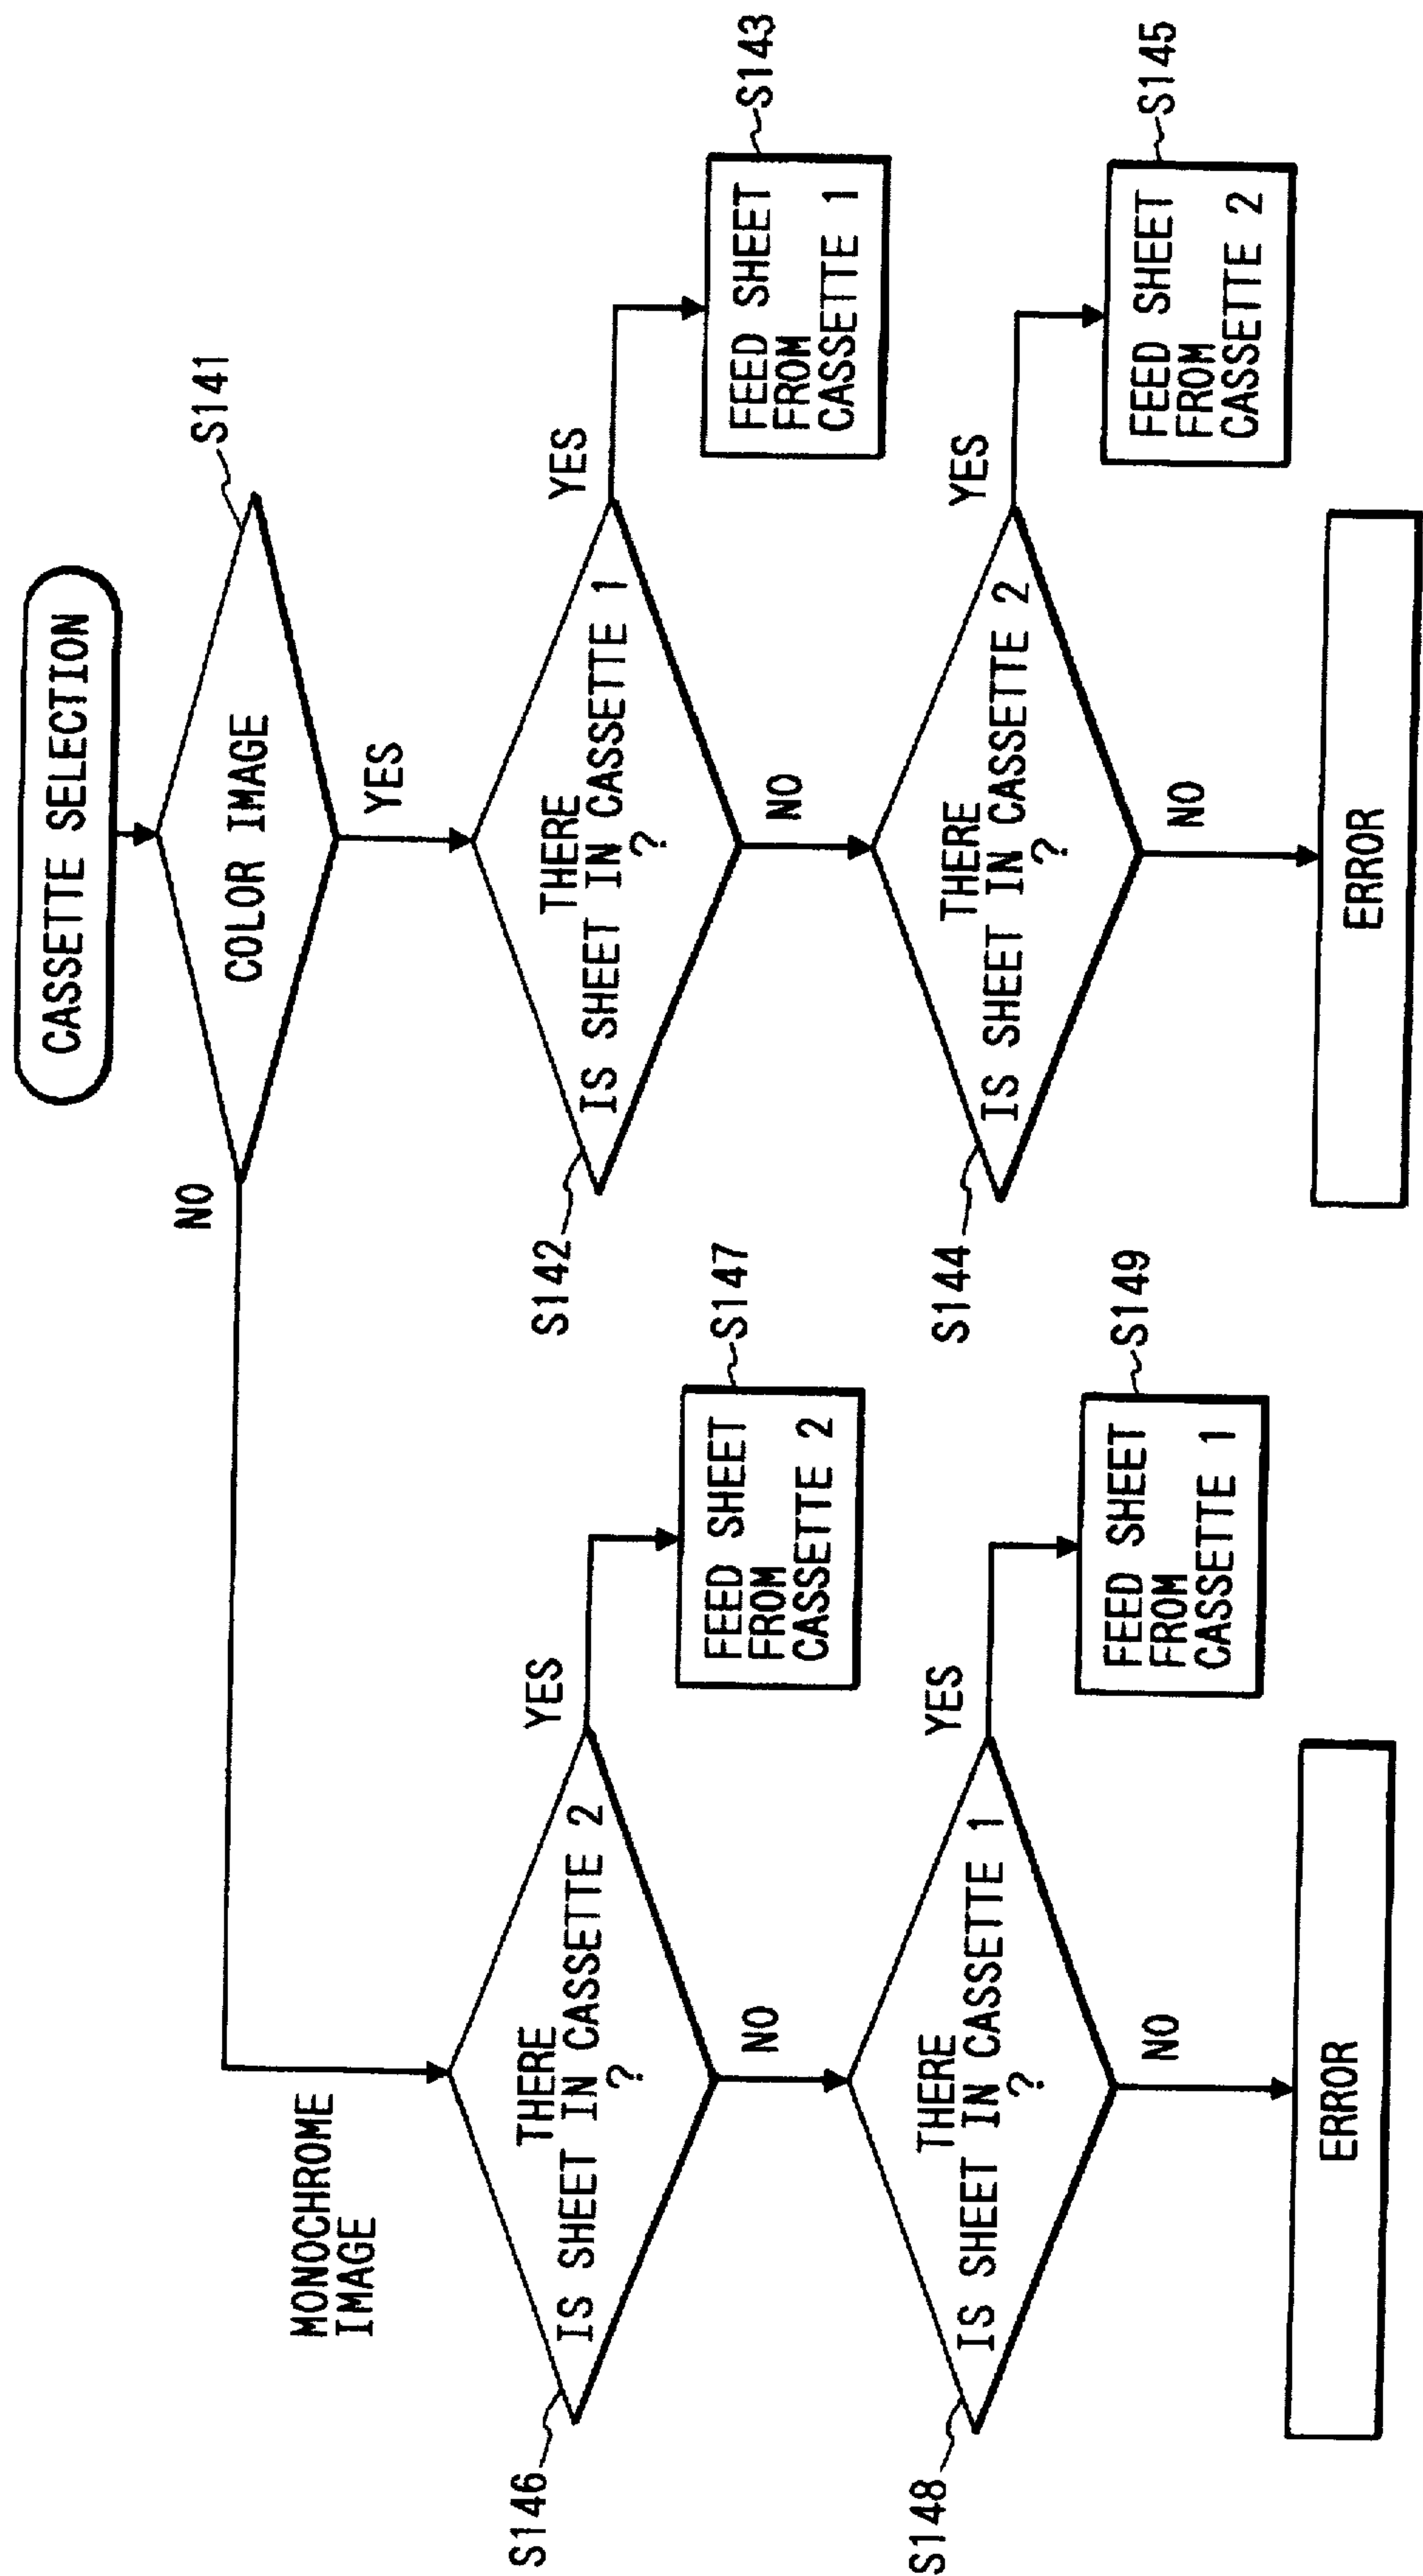 CASSETTE SELECTION
COLOR IMAGE
S141
NO
YES
MONOCHROME
IMAGE
S146
THERE
IS SHEET IN CASSETTE 2
?
YES
S147
FEED SHEET
FROM
CASSETTE 2
NO
S148
THERE
IS SHEET IN CASSETTE 1
?
YES
S149
FEED SHEET
FROM
CASSETTE 1
NO
ERROR
S142
THERE
IS SHEET IN CASSETTE 1
?
YES
S143
FEED SHEET
FROM
CASSETTE 1
NO
S144
THERE
IS SHEET IN CASSETTE 2
?
YES
S145
FEED SHEET
FROM
CASSETTE 2
NO
ERROR